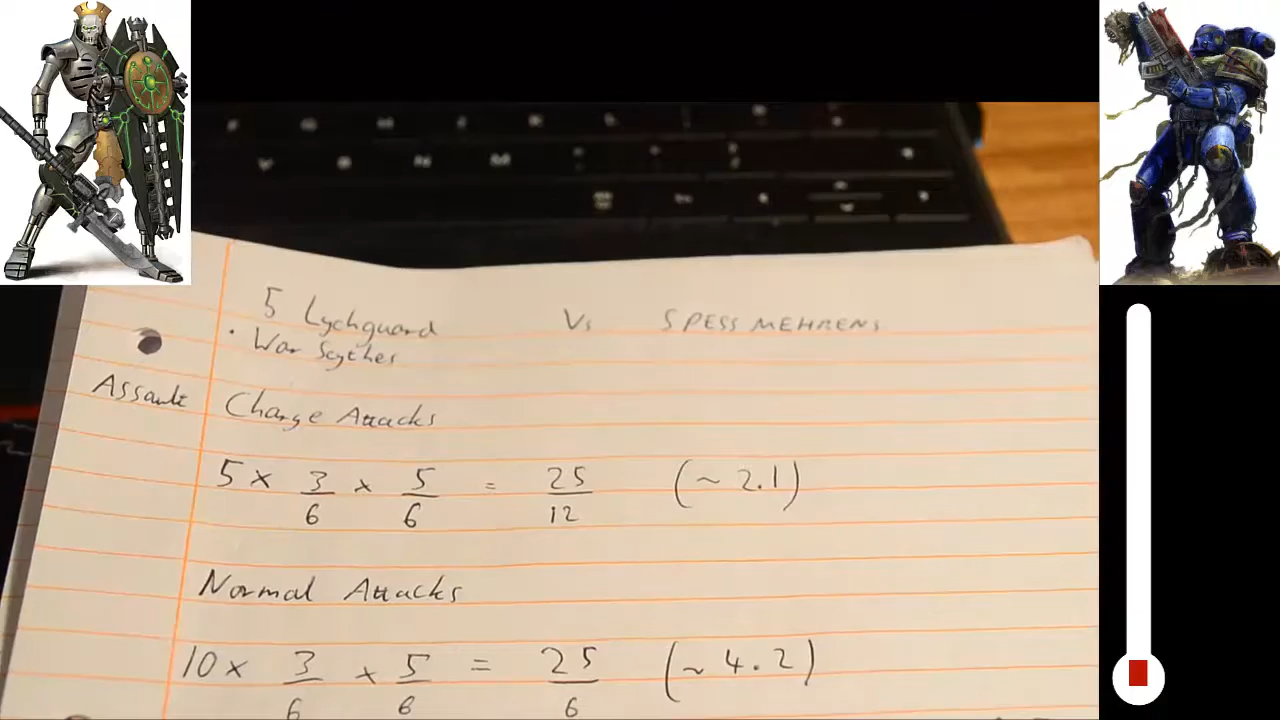 5 Lychguard Vs SPESS MEHRENS
• War Scythes
Assault Charge Attacks
5 × 3/6 × 5/6 = 25/12 (~ 2.1)
Normal Attacks
10 × 3/6 × 5/6 = 25/6 (~ 4.2)